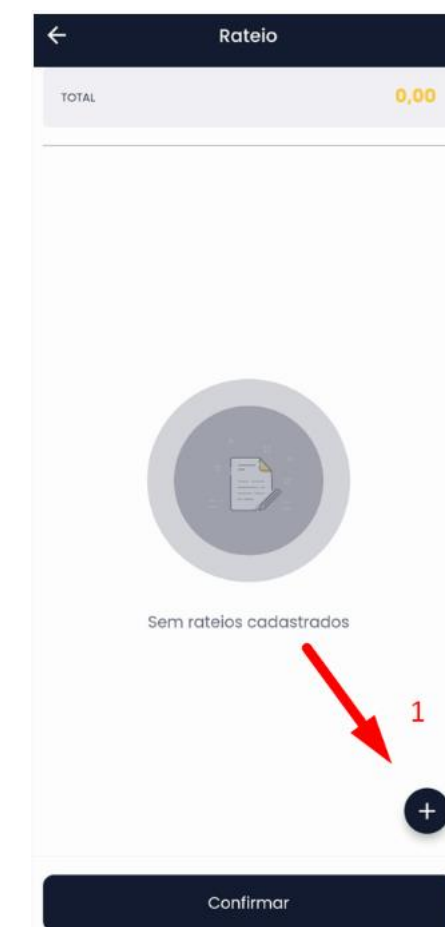 Rateio
TOTAL 0,00
Sem rateios cadastrados
1
+
Confirmar